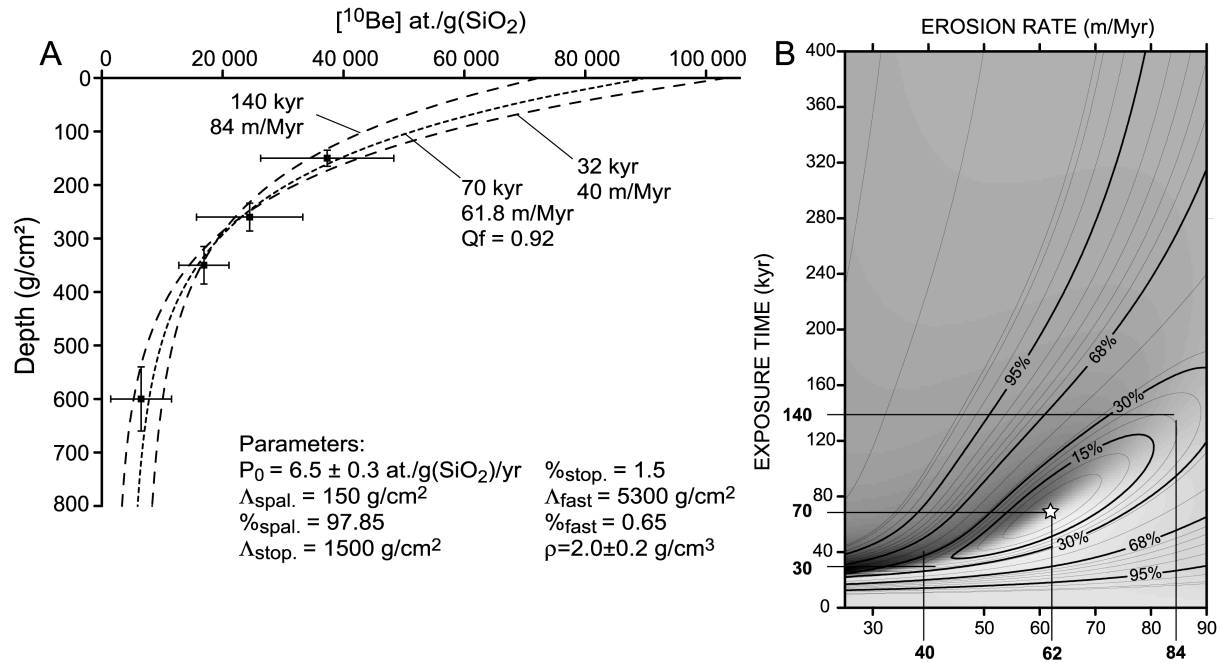 A
[¹⁰Be] at./g(SiO₂)
0
20 000
40 000
60 000
80 000
100 000
0
100
200
300
400
500
600
700
800
Depth (g/cm²)
140 kyr
84 m/Myr
70 kyr
61.8 m/Myr
Qf = 0.92
32 kyr
40 m/Myr
Parameters:
P₀ = 6.5 ± 0.3 at./g(SiO₂)/yr
Λspal. = 150 g/cm²
%spal. = 97.85
Λstop. = 1500 g/cm²
%stop. = 1.5
Λfast = 5300 g/cm²
%fast = 0.65
ρ=2.0±0.2 g/cm³
B
EROSION RATE (m/Myr)
EXPOSURE TIME (kyr)
400
360
320
280
240
200
160
140
120
80
70
40
30
0
95%
68%
30%
15%
30%
68%
95%
30
50
60
70
80
90
40
62
84